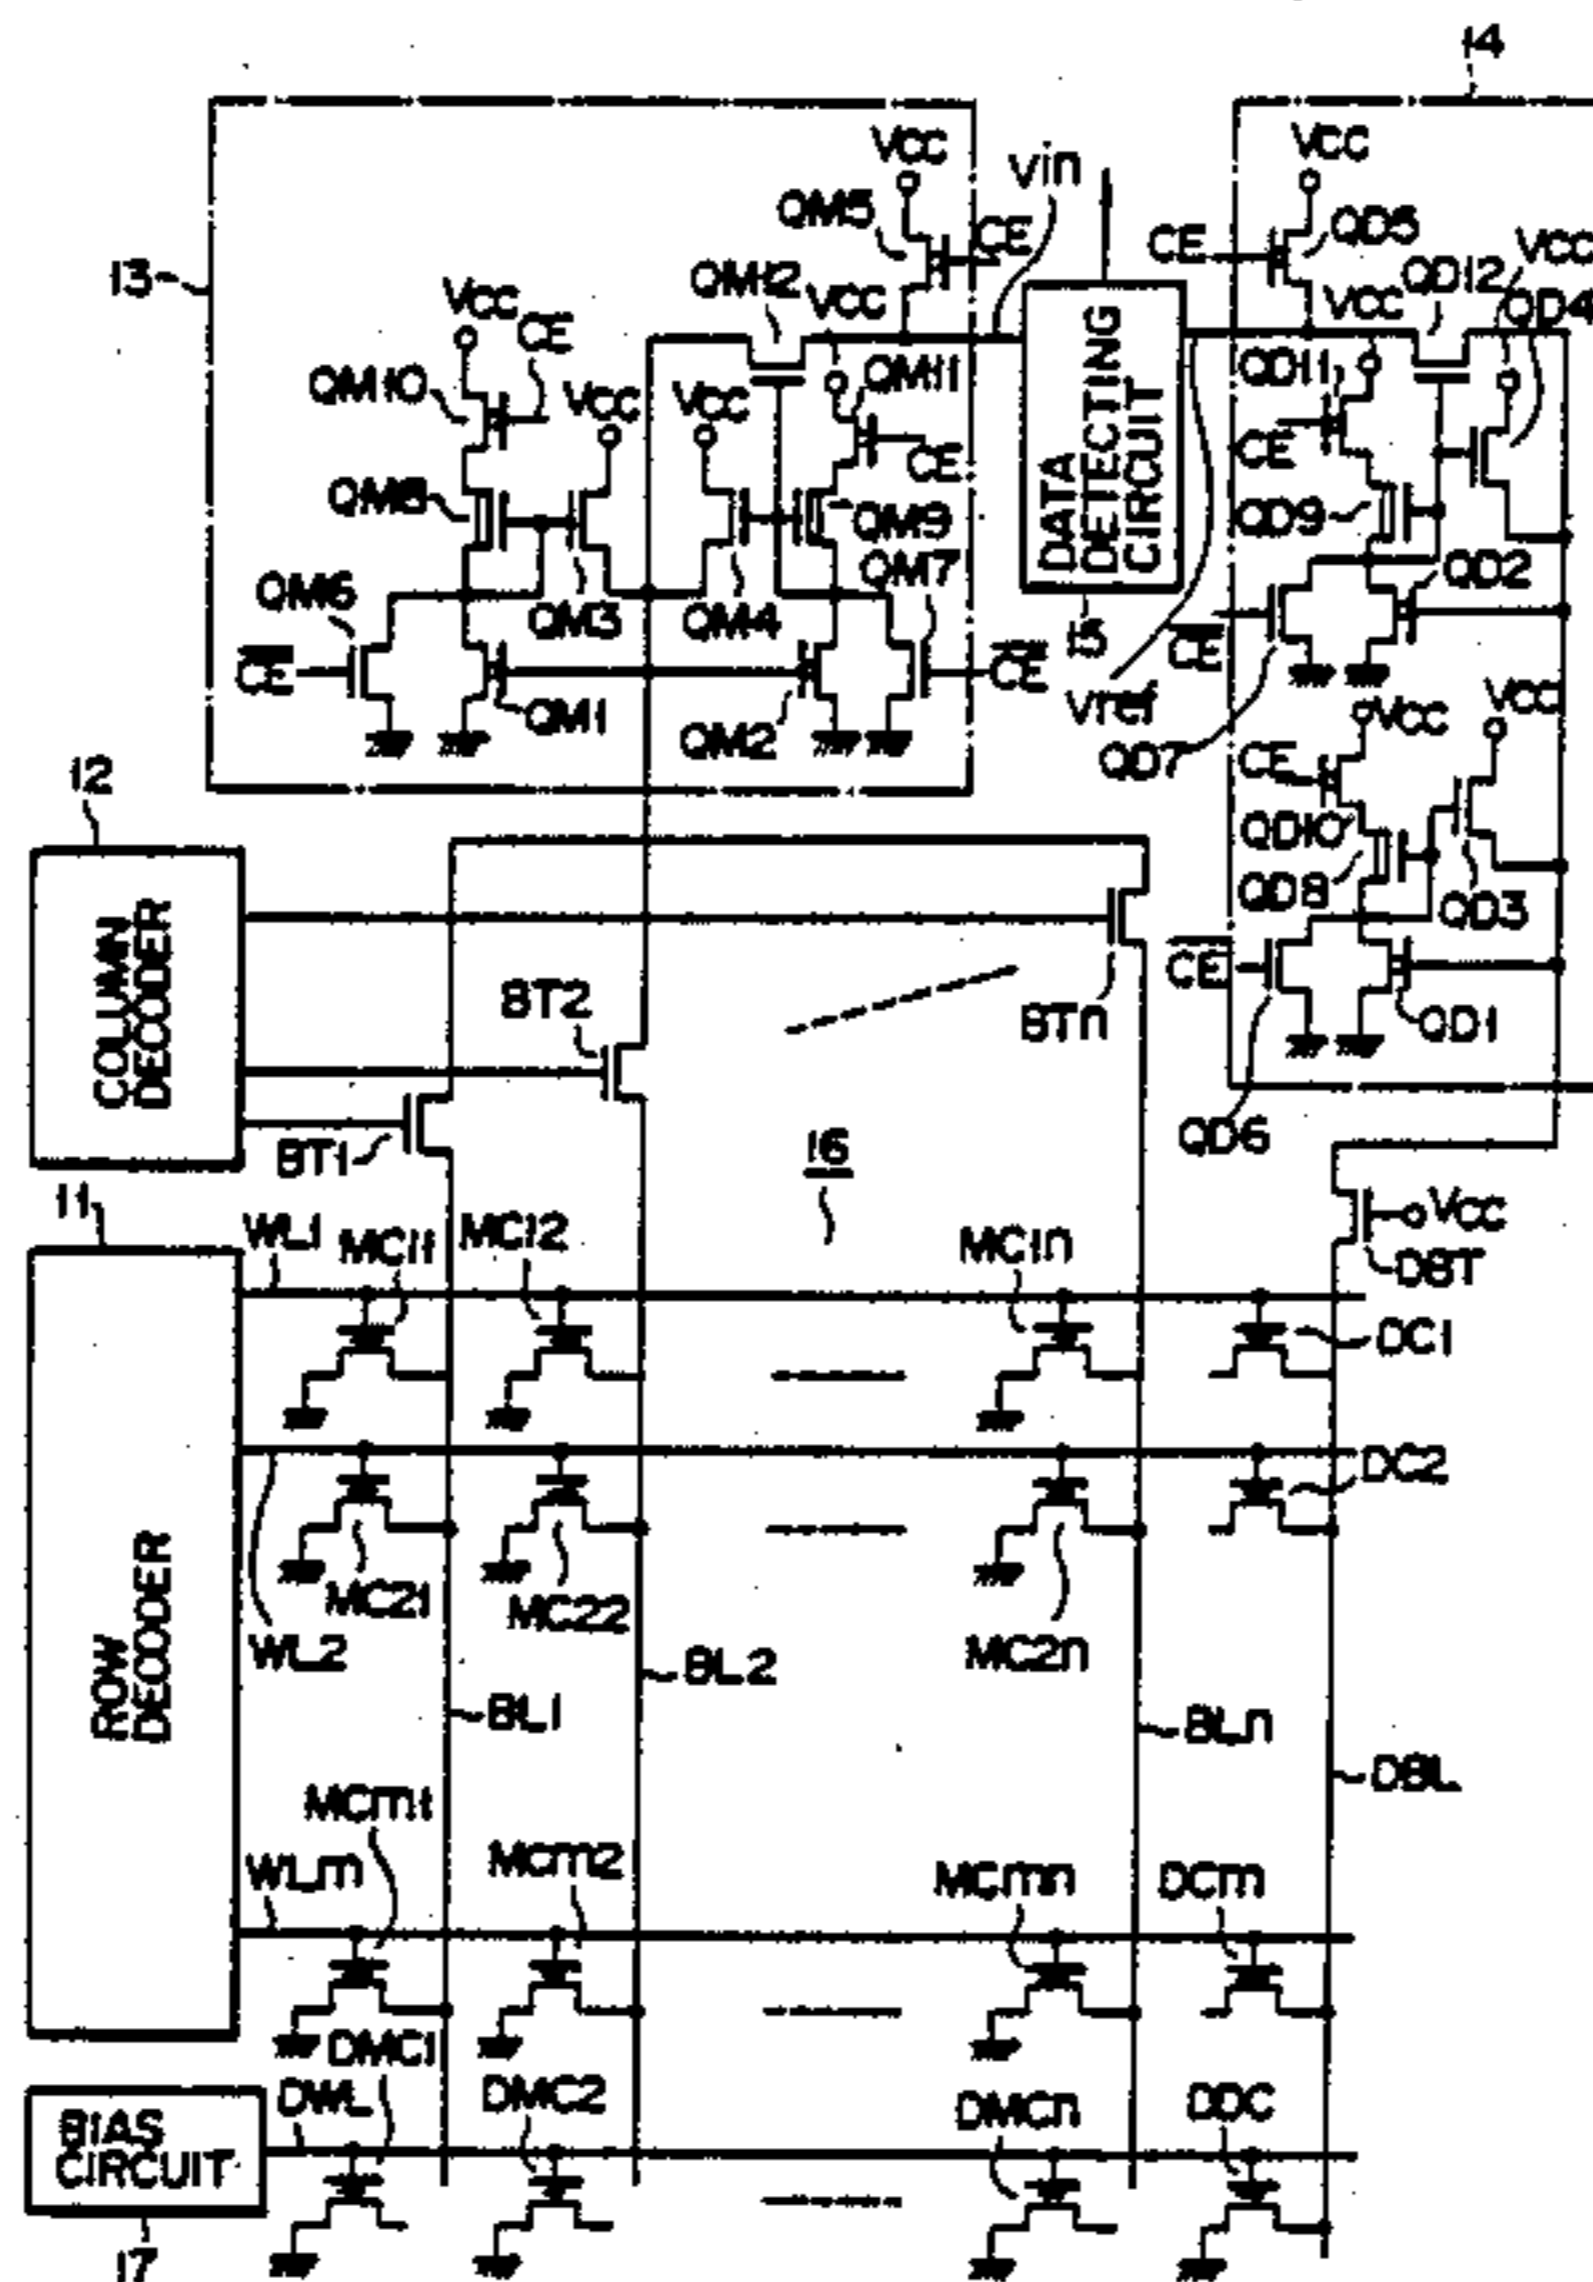 14
VCC
VCC
Vin
QM5
CE
CE
QD5
VCC
13
QM12
VCC
QD12
VCC
QD4
VCC
CE
QM10
VCC
VCC
QM11
CE
QD11
CE
DATA
DETECTING
CIRCUIT
QM8
QM9
QD9
QM6
QM3
QM4
QM7
QD2
CE
QM1
QM2
CE
15
Vref
CE
QD7
VCC
VCC
CE
QD10
QD8
QD3
12
COLUMN
DECODER
BT2
BTn
CE
QD1
BT1
16
QD6
11
WL1
MC11
MC12
MC1n
VCC
DBT
DC1
DC2
ROW
DECODER
MC21
MC22
MC2n
WL2
BL2
BL1
BLn
DBL
MCm1
MCm2
MCmn
DCm
WLm
DMC1
DWL
DMC2
DMCn
DDC
BIAS
CIRCUIT
17